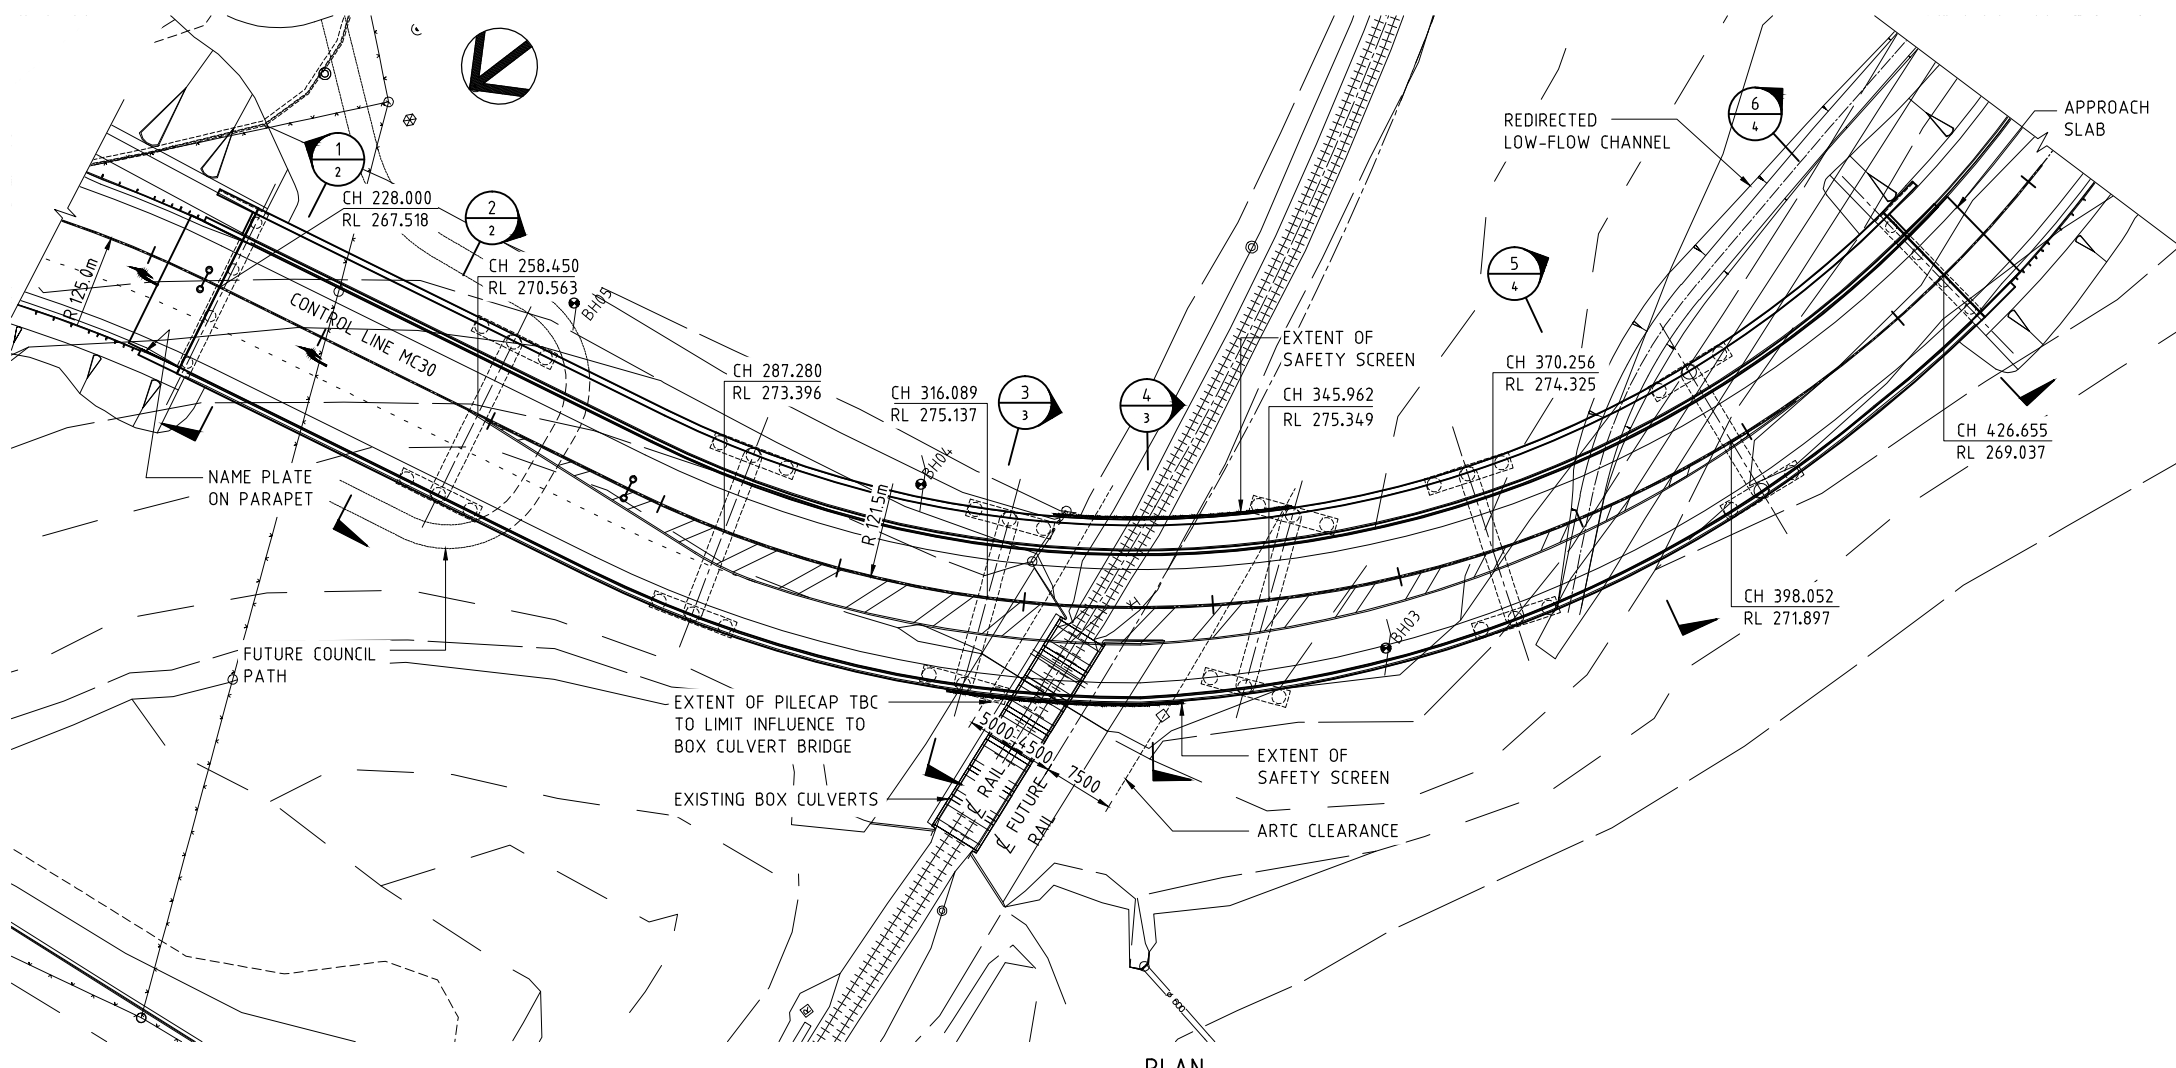 1
2
CH 228.000
RL 267.518
2
2
CH 258.450
RL 270.563
R 125.0m
CONTROL LINE MC30
BH05
NAME PLATE
ON PARAPET
CH 287.280
RL 273.396
CH 316.089
RL 275.137
3
3
4
3
BH04
R 121.5m
EXTENT OF
SAFETY SCREEN
CH 345.962
RL 275.349
REDIRECTED
LOW-FLOW CHANNEL
6
4
APPROACH
SLAB
5
4
CH 370.256
RL 274.325
CH 426.655
RL 269.037
CH 398.052
RL 271.897
BH03
FUTURE COUNCIL
PATH
EXTENT OF PILECAP TBC
TO LIMIT INFLUENCE TO
BOX CULVERT BRIDGE
EXISTING BOX CULVERTS
5000
4500
7500
RAIL
FUTURE
RAIL
EXTENT OF
SAFETY SCREEN
ARTC CLEARANCE
PLAN